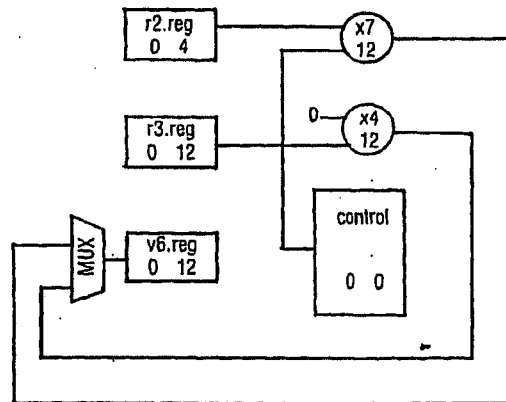 r2.reg
0 4
x7
12
r3.reg
0 12
0
x4
12
control
0 0
MUX
v6.reg
0 12